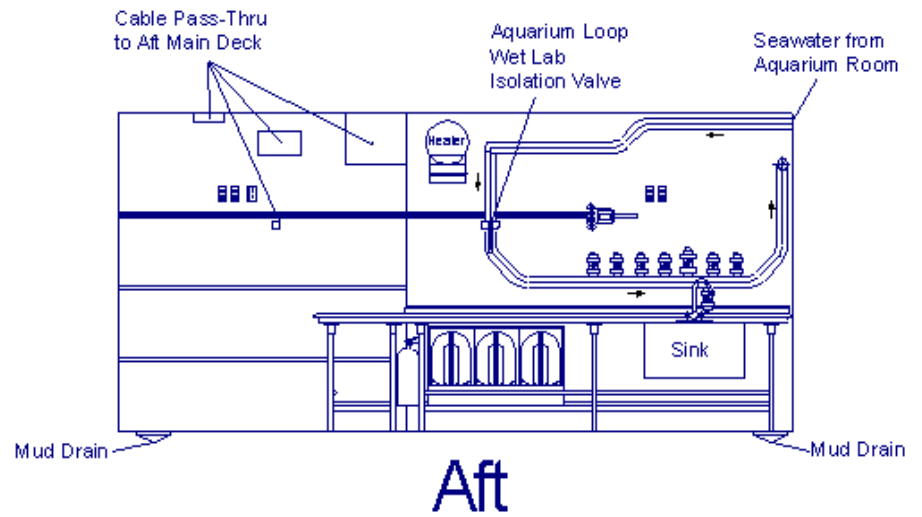 Cable Pass-Thru
to Aft Main Deck
Aquarium Loop
Wet Lab
Isolation Valve
Seawater from
Aquarium Room
Heater
Sink
Mud Drain
Mud Drain
Aft